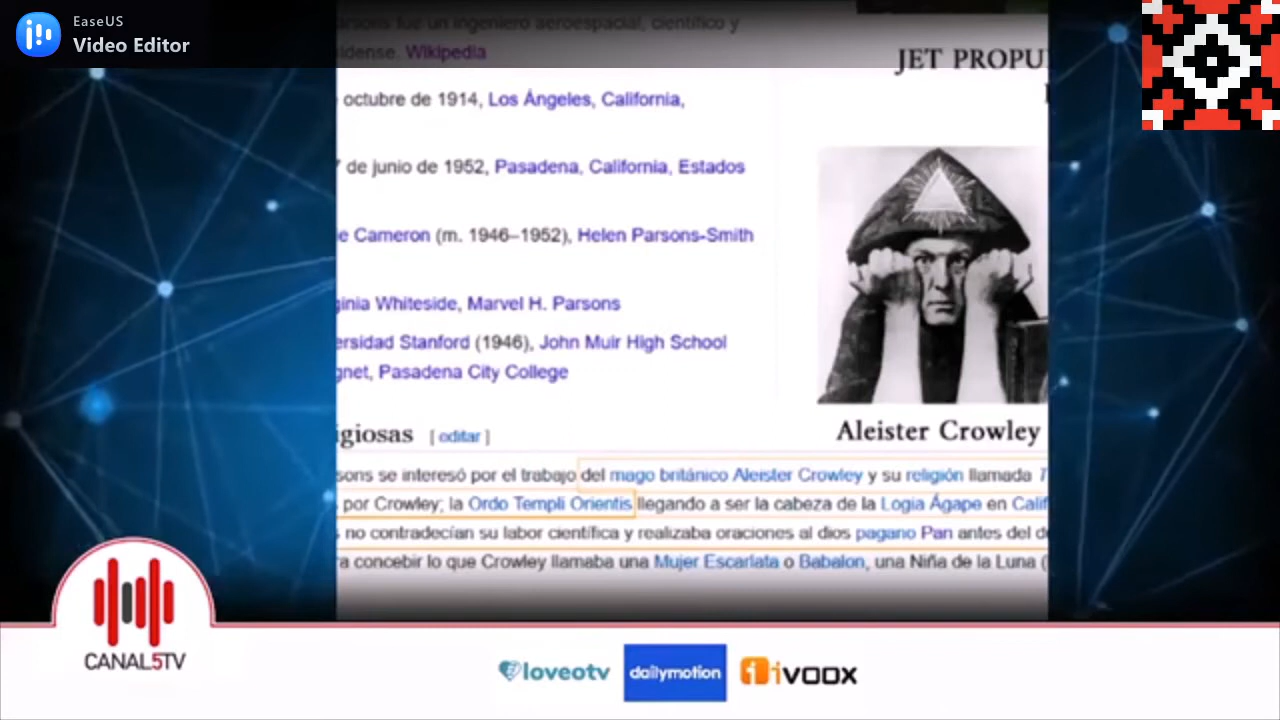 EaseUS
Video Editor
fue un ingeniero aeroespacial, científico y
idense. Wikipedia
JET PROPU
octubre de 1914, Los Ángeles, California,
7 de junio de 1952, Pasadena, California, Estados
e Cameron (m. 1946–1952), Helen Parsons-Smith
ginia Whiteside, Marvel H. Parsons
ersidad Stanford (1946), John Muir High School
gnet, Pasadena City College
igiosas [ editar ]
Aleister Crowley
sons se interesó por el trabajo del mago británico Aleister Crowley y su religión llamada
por Crowley; la Ordo Templi Orientis llegando a ser la cabeza de la Logia Ágape en Calif
no contradecían su labor científica y realizaba oraciones al dios pagano Pan antes del
ra concebir lo que Crowley llamaba una Mujer Escarlata o Babalon, una Niña de la Luna (
CANAL5TV
loveotv
dailymotion
ivoox